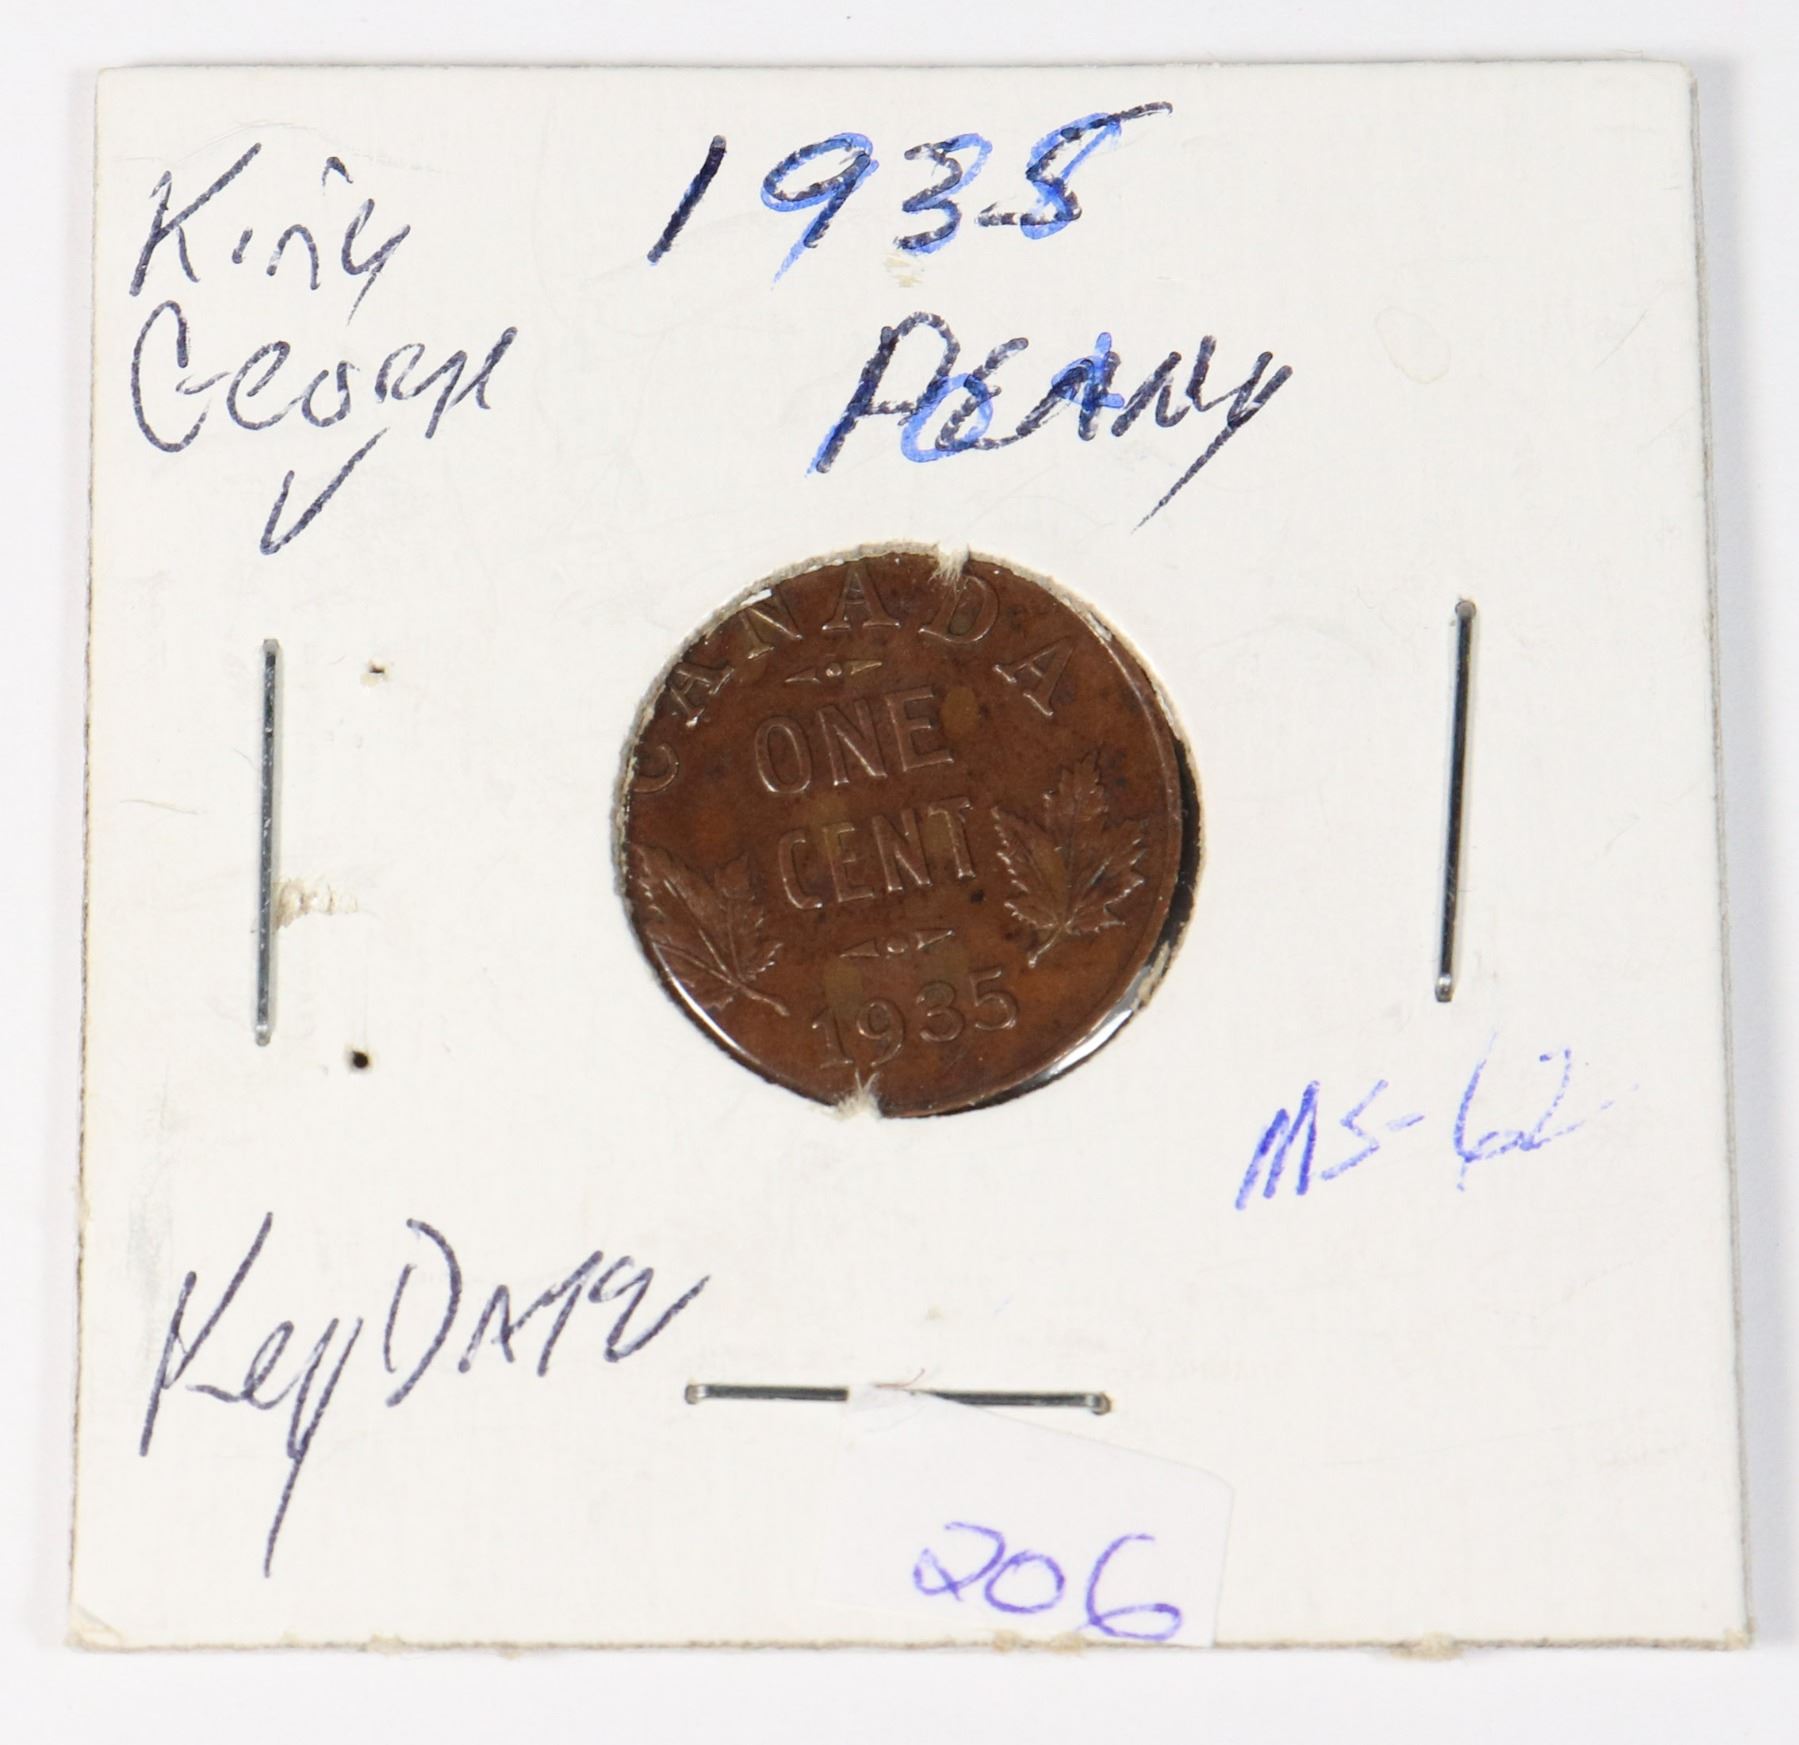 King
George
V
1935
Penny
CANADA
ONE
CENT
1935
MS-62
Key Date
206